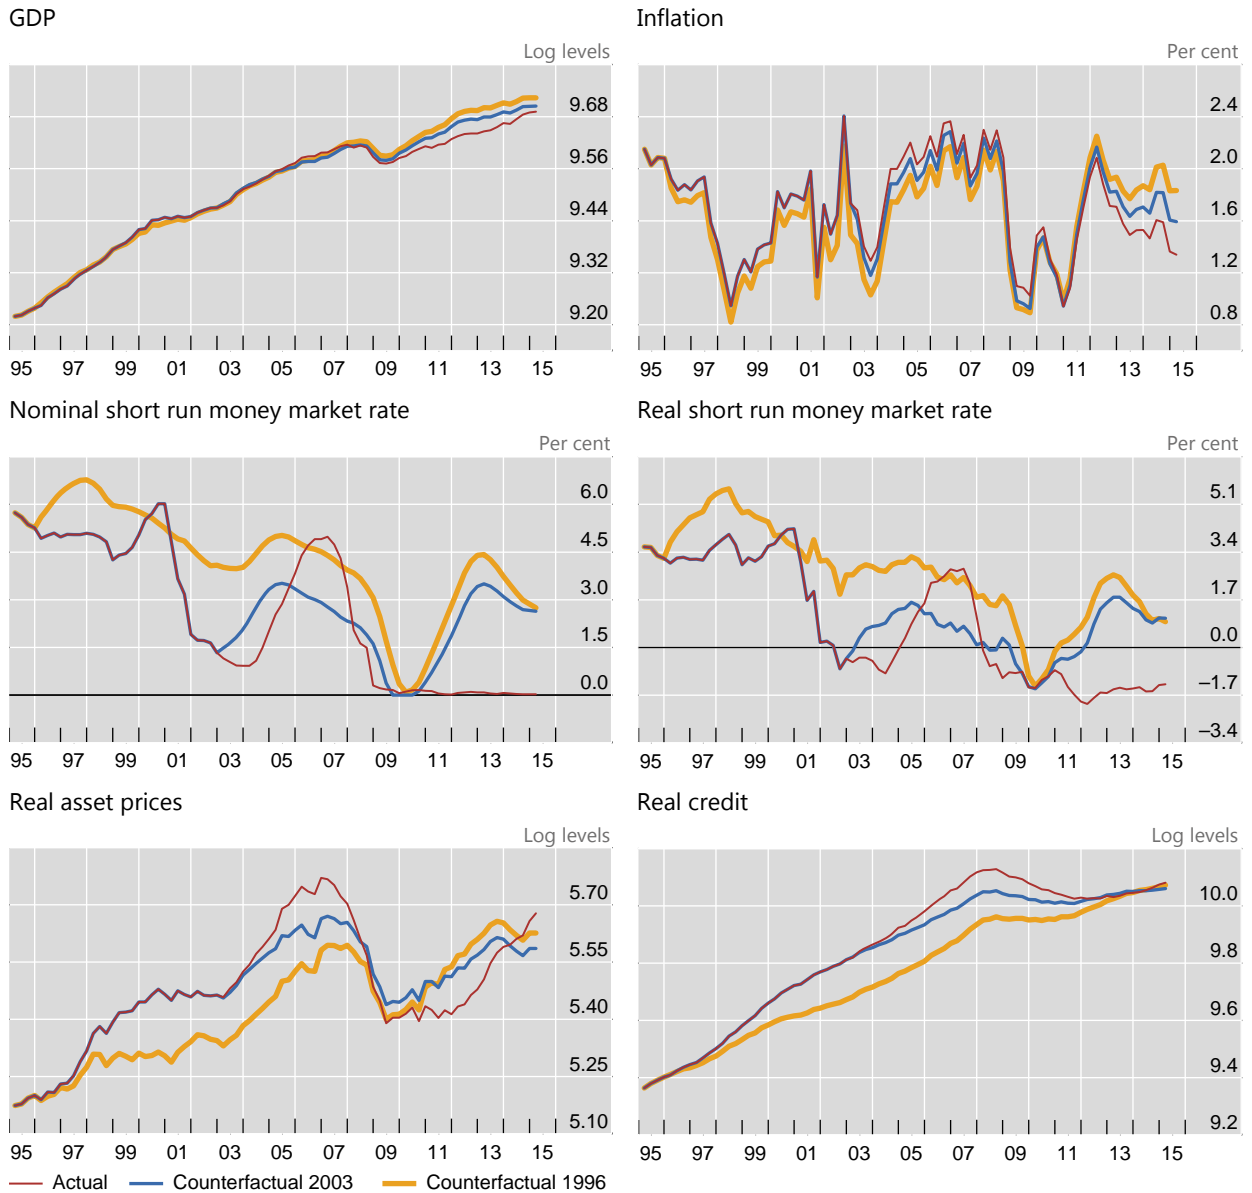 GDP
Inflation
Log levels
Per cent
9.68
9.56
9.44
9.32
9.20
2.4
2.0
1.6
1.2
0.8
95 97 99 01 03 05 07 09 11 13 15
95 97 99 01 03 05 07 09 11 13 15
Nominal short run money market rate
Real short run money market rate
Per cent
Per cent
6.0
4.5
3.0
1.5
0.0
5.1
3.4
1.7
0.0
–1.7
–3.4
95 97 99 01 03 05 07 09 11 13 15
95 97 99 01 03 05 07 09 11 13 15
Real asset prices
Real credit
Log levels
Log levels
5.70
5.55
5.40
5.25
5.10
10.0
9.8
9.6
9.4
9.2
95 97 99 01 03 05 07 09 11 13 15
95 97 99 01 03 05 07 09 11 13 15
Actual Counterfactual 2003 Counterfactual 1996